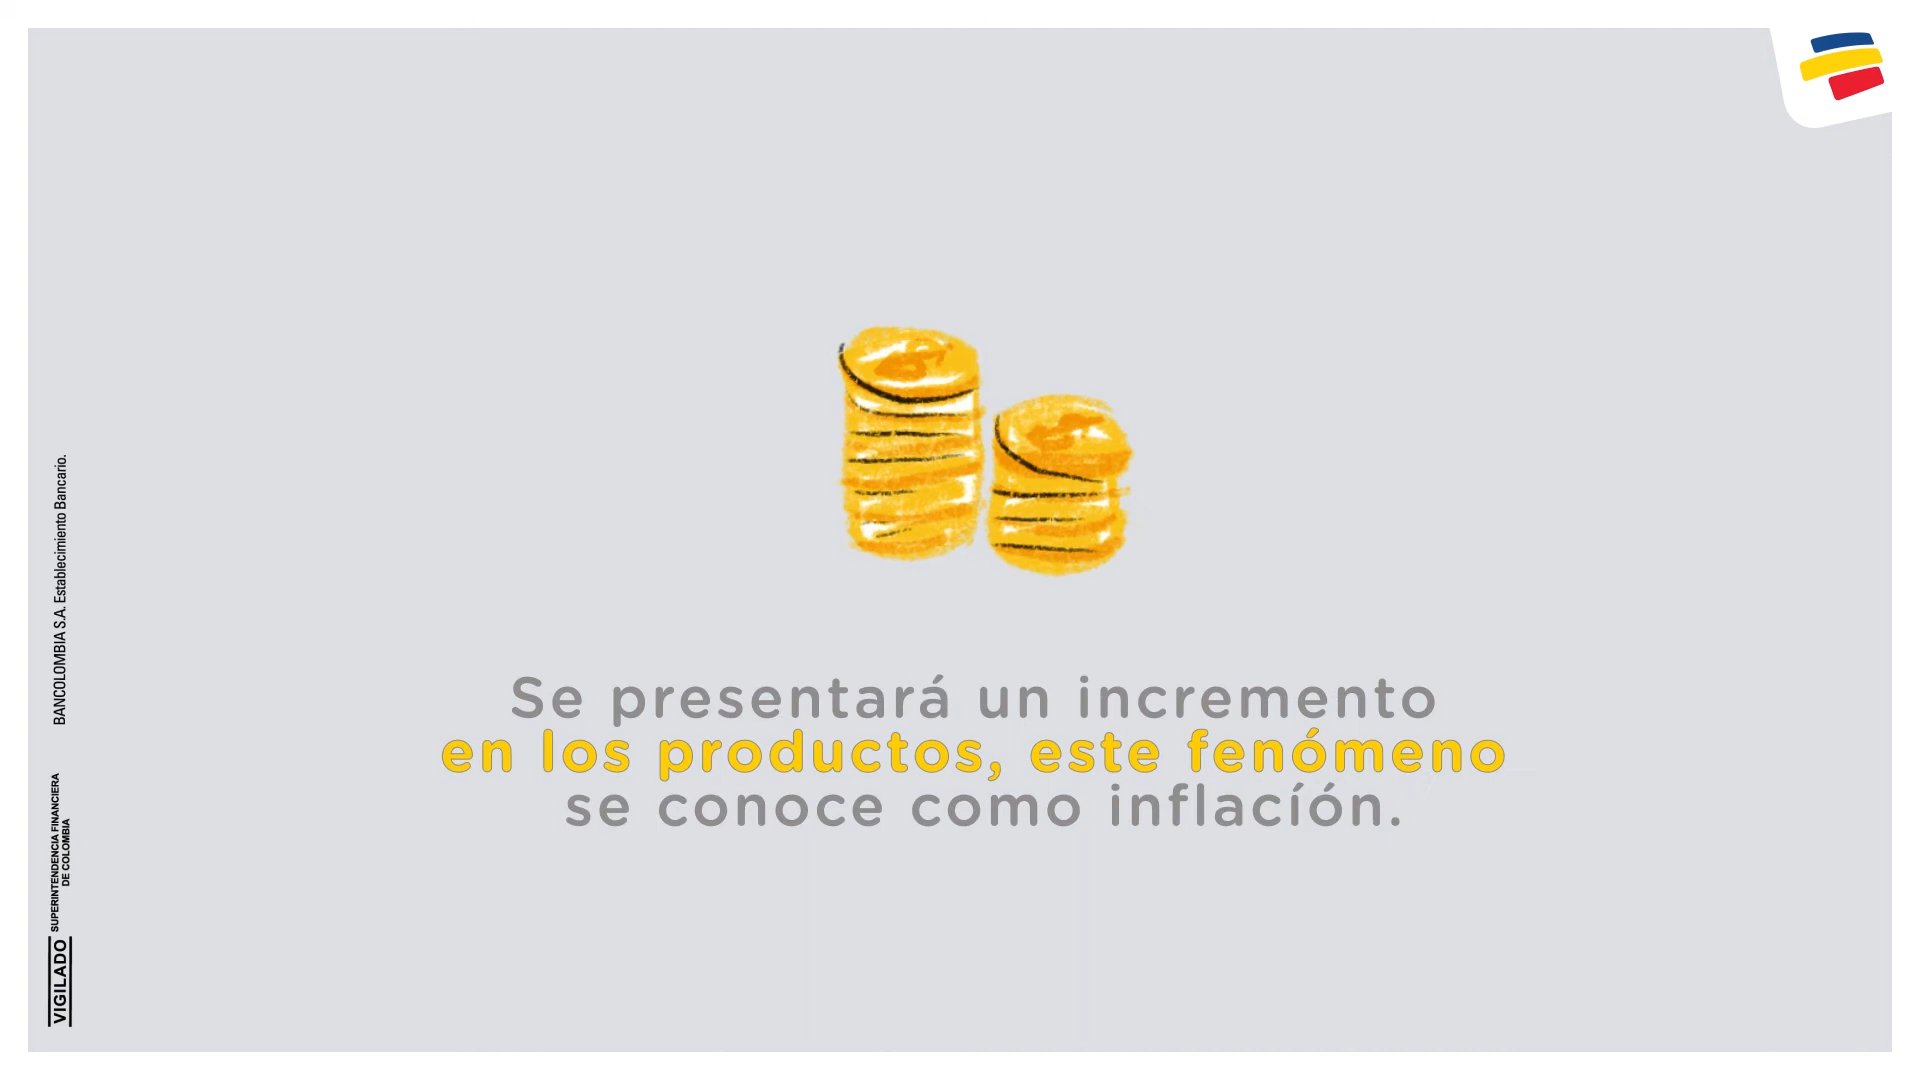 Se presentará un incremento
en los productos, este fenómeno
se conoce como inflacíón.
BANCOLOMBIA S.A. Establecimiento Bancario.
SUPERINTENDENCIA FINANCIERA
DE COLOMBIA
VIGILADO